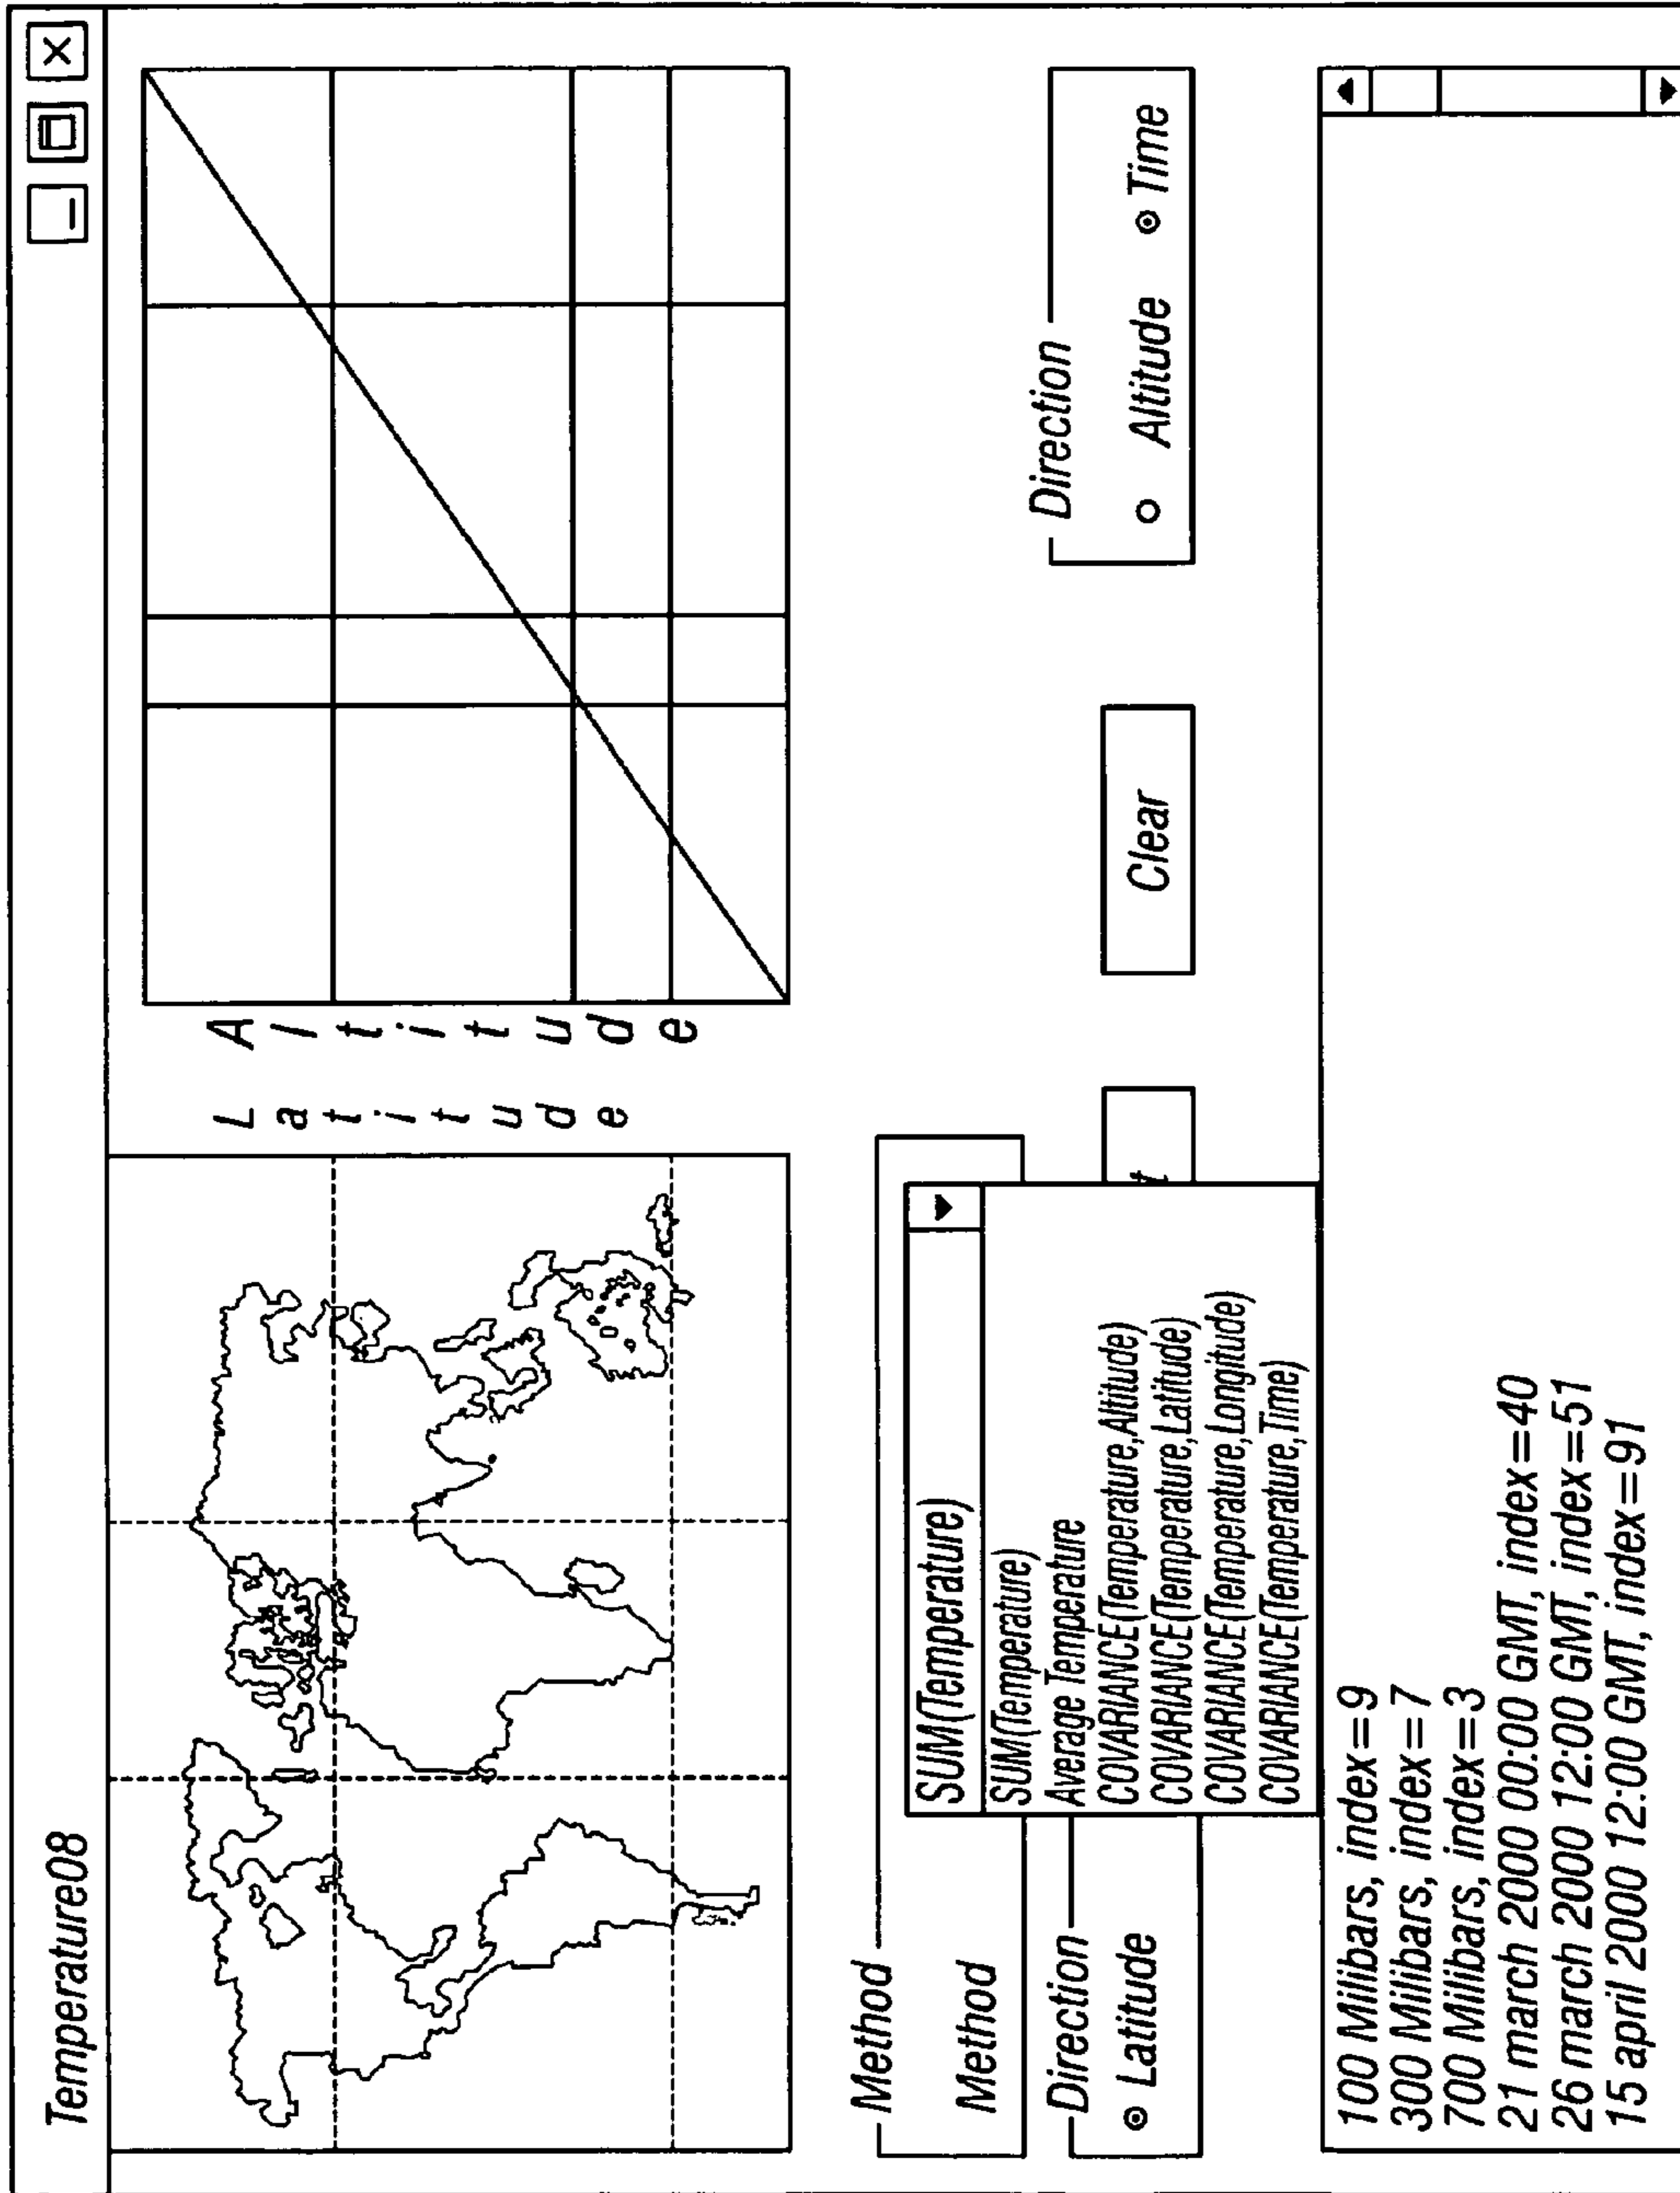 Temperature08
Latitude
Altitude
Method
Method
SUM(Temperature)
SUM(Temperature)
Average Temperature
COVARIANCE(Temperature,Altitude)
COVARIANCE(Temperature,Latitude)
COVARIANCE(Temperature,Longitude)
COVARIANCE(Temperature,Time)
Direction
Latitude
t
Clear
Direction
Altitude
Time
100 Milibars, index=9
300 Milibars, index=7
700 Milibars, index=3
21 march 2000 00:00 GMT, index=40
26 march 2000 12:00 GMT, index=51
15 april 2000 12:00 GMT, index=91